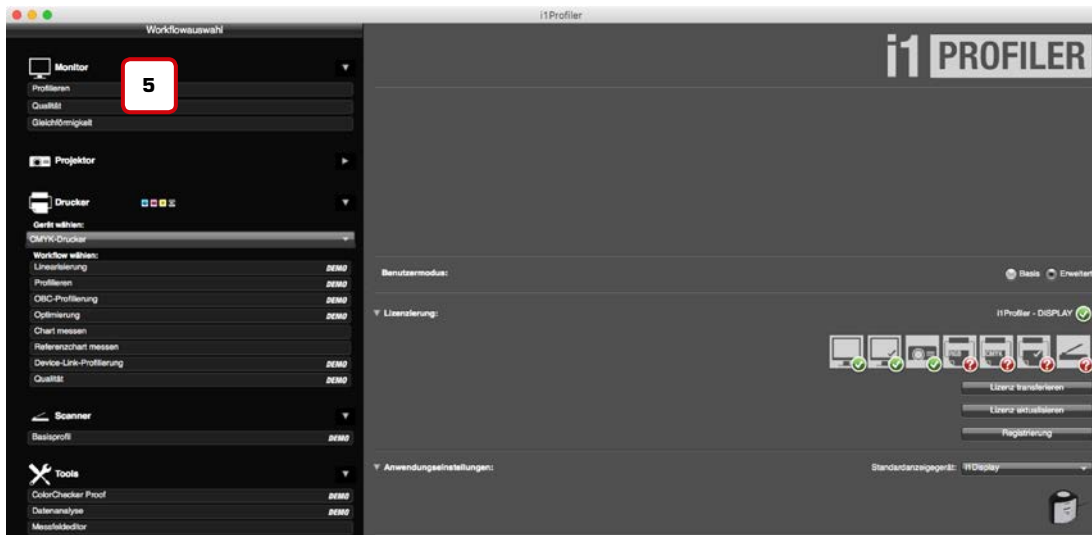 i1Profiler
Workflowauswahl
i1 PROFILER
Monitor
5
Profilieren
Qualität
Gleichförmigkeit
Projektor
Drucker
Gerät wählen:
CMYK-Drucker
Workflow wählen:
Linearisierung DEMO
Profilieren DEMO
OBC-Profilierung DEMO
Optimierung DEMO
Chart messen
Referenzchart messen
Device-Link-Profilierung DEMO
Qualität DEMO
Scanner
Basisprofil DEMO
Tools
ColorChecker Proof DEMO
Datenanalyse DEMO
Messfeldeditor
Benutzermodus: Basis Erweitert
Lizenzierung: i1Profiler - DISPLAY
RGB CMYK
Lizenz transferieren
Lizenz aktualisieren
Registrierung
Anwendungseinstellungen: Standardanzeigegerät: i1Display